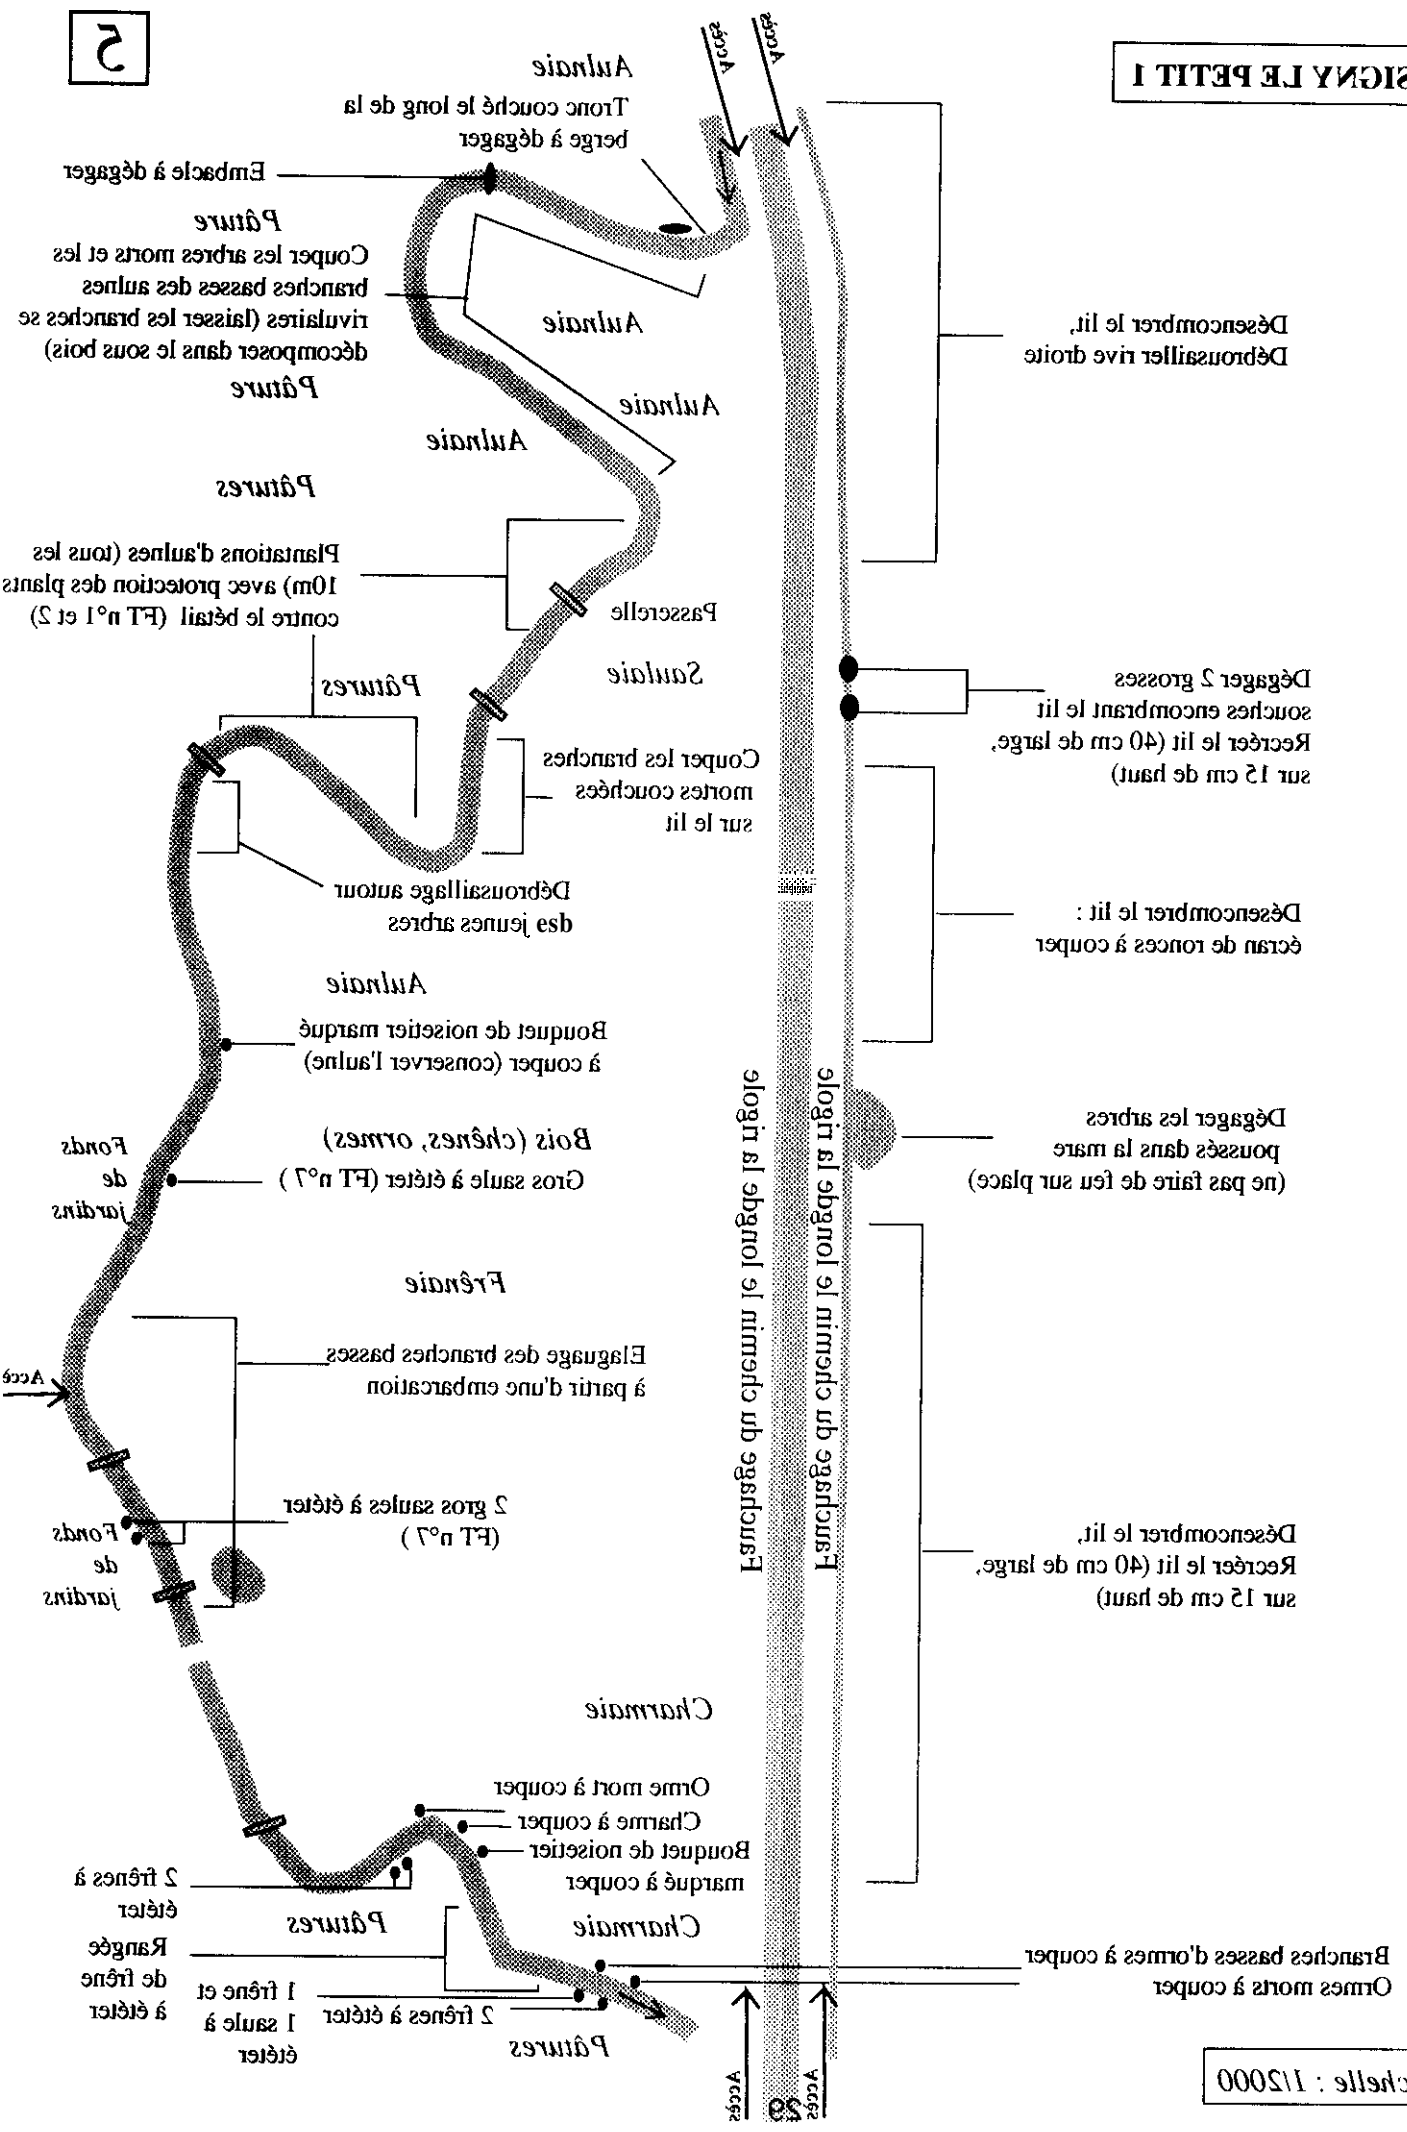 SIGNY LE PETIT 1
5
Accès
Accès
Aulnaie
Tronc couché le long de la
berge à dégager
Embacle à dégager
Pâture
Couper les arbres morts et les
branches basses des aulnes
rivulaires (laisser les branches se
décomposer dans le sous bois)
Pâture
Aulnaie
Aulnaie
Aulnaie
Désencombrer le lit,
Débrousailler rive droite
Pâtures
Plantations d'aulnes (tous les
10m) avec protection des plants
contre le bétail (FT n°1 et 2)
Passerelle
Saulaie
Pâtures
Dégager 2 grosses
souches encombrant le lit
Recréer le lit (40 cm de large,
sur 15 cm de haut)
Couper les branches
mortes couchées
sur le lit
Débrousaillage autour
esb jeunes arbres
Désencombrer le lit :
écran de ronces à couper
Aulnaie
Bouquet de noisetier marqué
à couper (conserver l'aulne)
Fauchage du chemin le longde la rigole
Fauchage du chemin le longde la rigole
Dégager les arbres
poussés dans la mare
(ne pas faire de feu sur place)
Bois (chênes, ormes)
Gros saule à étêter (FT n°7 )
Fonds
de
jardins
Frênaie
Elaguage des branches basses
à partir d'une embarcation
Accè
2 gros saules à étêter
(FT n°7 )
Fonds
de
jardins
Désencombrer le lit,
Recréer le lit (40 cm de large,
sur 15 cm de haut)
Charmaie
Orme mort à couper
Charme à couper
Bouquet de noisetier
marqué à couper
2 frênes à
étêter
Pâtures
Charmaie
Rangée
de frêne
à étêter
1 frêne et
1 saule à
étêter
2 frênes à étêter
Pâtures
Branches basses d'ormes à couper
Ormes morts à couper
Accès
Accès
29
chelle : 1/2000